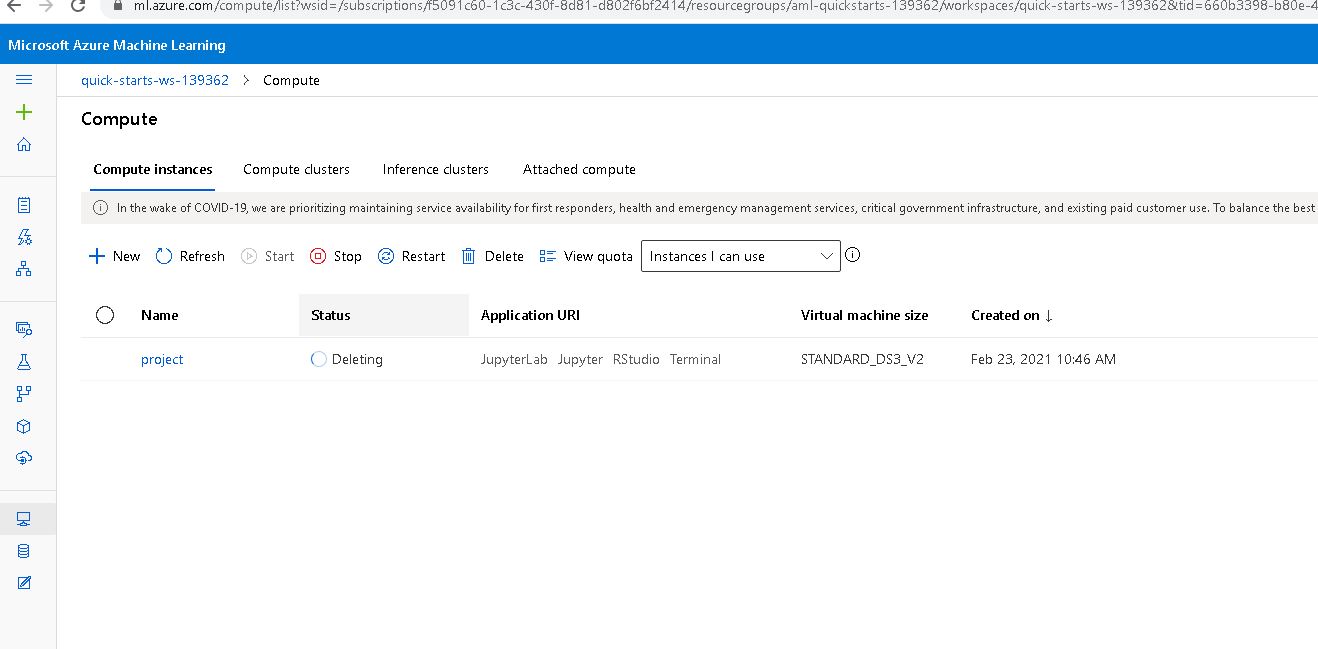 ml.azure.com/compute/list?wsid=/subscriptions/f5091c60-1c3c-430f-8d81-d802f6bf2414/resourcegroups/aml-quickstarts-139362/workspaces/quick-starts-ws-139362&tid=660b3398-b80e-4
Microsoft Azure Machine Learning
quick-starts-ws-139362 > Compute
Compute
Compute instances Compute clusters Inference clusters Attached compute
In the wake of COVID-19, we are prioritizing maintaining service availability for first responders, health and emergency management services, critical government infrastructure, and existing paid customer use. To balance the best
New Refresh Start Stop Restart Delete View quota Instances I can use
Name Status Application URI Virtual machine size Created on ↓
project Deleting JupyterLab Jupyter RStudio Terminal STANDARD_DS3_V2 Feb 23, 2021 10:46 AM